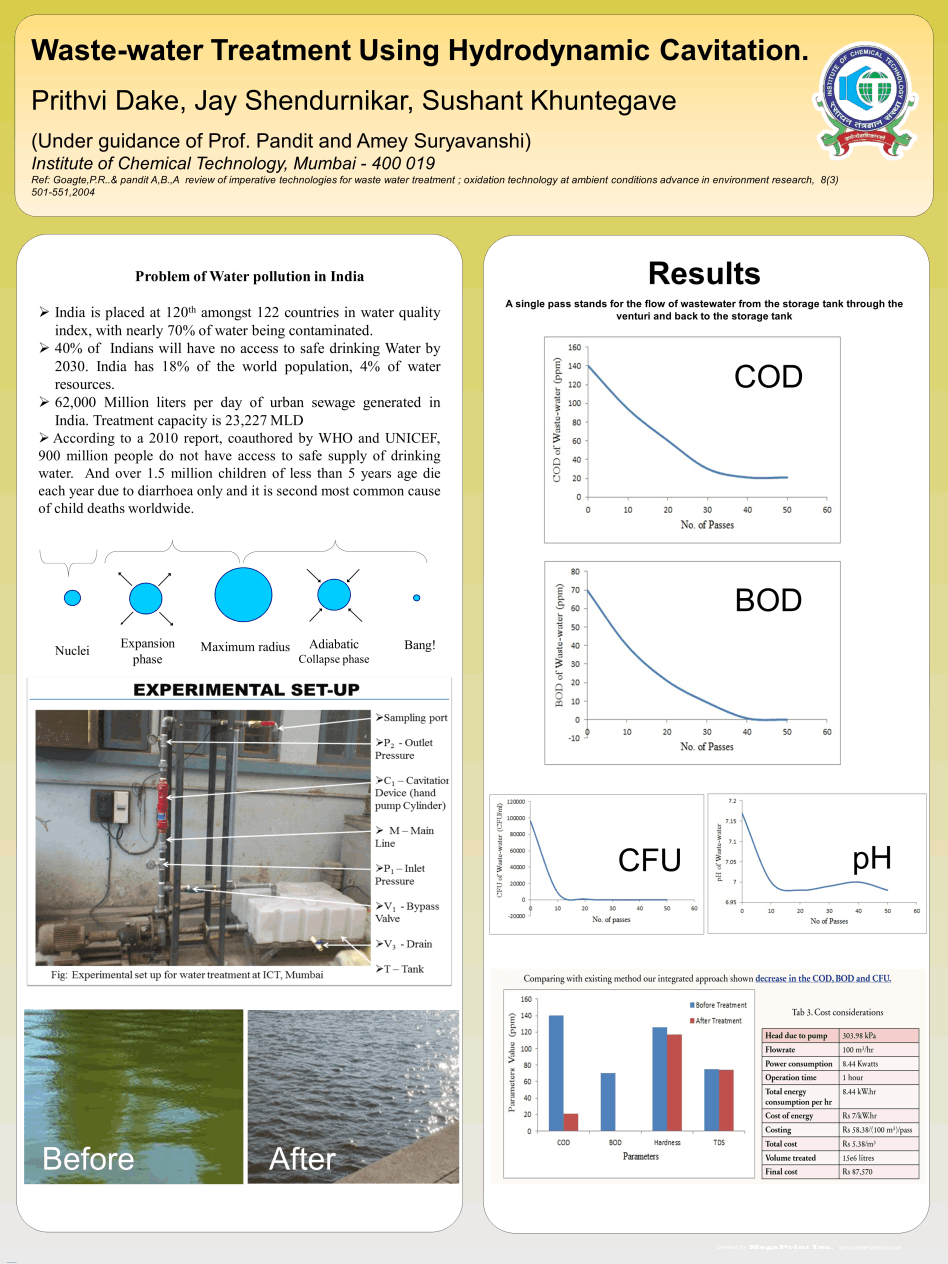 Waste-water Treatment Using Hydrodynamic Cavitation.
Prithvi Dake, Jay Shendurnikar, Sushant Khuntegave
(Under guidance of Prof. Pandit and Amey Suryavanshi)
Institute of Chemical Technology, Mumbai - 400 019
Ref: Goagte,P.R..& pandit A,B.,A review of imperative technologies for waste water treatment ; oxidation technology at ambient conditions advance in environment research, 8(3)
501-551,2004
INSTITUTE OF CHEMICAL TECHNOLOGY
Problem of Water pollution in India
➢ India is placed at 120th amongst 122 countries in water quality
index, with nearly 70% of water being contaminated.
➢ 40% of Indians will have no access to safe drinking Water by
2030. India has 18% of the world population, 4% of water
resources.
➢ 62,000 Million liters per day of urban sewage generated in
India. Treatment capacity is 23,227 MLD
➢ According to a 2010 report, coauthored by WHO and UNICEF,
900 million people do not have access to safe supply of drinking
water. And over 1.5 million children of less than 5 years age die
each year due to diarrhoea only and it is second most common cause
of child deaths worldwide.
Nuclei
Expansion
phase
Maximum radius
Adiabatic
Collapse phase
Bang!
EXPERIMENTAL SET-UP
➢Sampling port
➢P2 - Outlet
Pressure
➢C1 – Cavitation
Device (hand
pump Cylinder)
➢ M – Main
Line
➢P1 – Inlet
Pressure
➢V1 - Bypass
Valve
➢V3 - Drain
➢T – Tank
Fig: Experimental set up for water treatment at ICT, Mumbai
Before
After
Results
A single pass stands for the flow of wastewater from the storage tank through the
venturi and back to the storage tank
COD
COD of Waste-water (ppm)
160
140
120
100
80
60
40
20
0
0 10 20 30 40 50 60
No. of Passes
BOD
BOD of Waste-water (ppm)
80
70
60
50
40
30
20
10
0
-10
0 10 20 30 40 50 60
No. of Passes
CFU
CFU of Waste-water (CFU/ml)
120000
100000
80000
60000
40000
20000
0
-20000
0 10 20 30 40 50 60
No. of passes
pH
pH of Waste-water
7.2
7.15
7.1
7.05
7
6.95
0 10 20 30 40 50 60
No of Passes
Comparing with existing method our integrated approach shown decrease in the COD, BOD and CFU.
Parameters Value (ppm)
160
140
120
100
80
60
40
20
0
Before Treatment
After Treatment
COD BOD Hardness TDS
Parameters
Tab 3. Cost considerations
Head due to pump 303.98 kPa
Flowrate 100 m³/hr
Power consumption 8.44 Kwatts
Operation time 1 hour
Total energy
consumption per hr 8.44 kW.hr
Cost of energy Rs 7/kW.hr
Costing Rs 58.38/(100 m³)/pass
Total cost Rs 5.38/m³
Volume treated 15e6 litres
Final cost Rs 87,570
MegaPrint Inc.